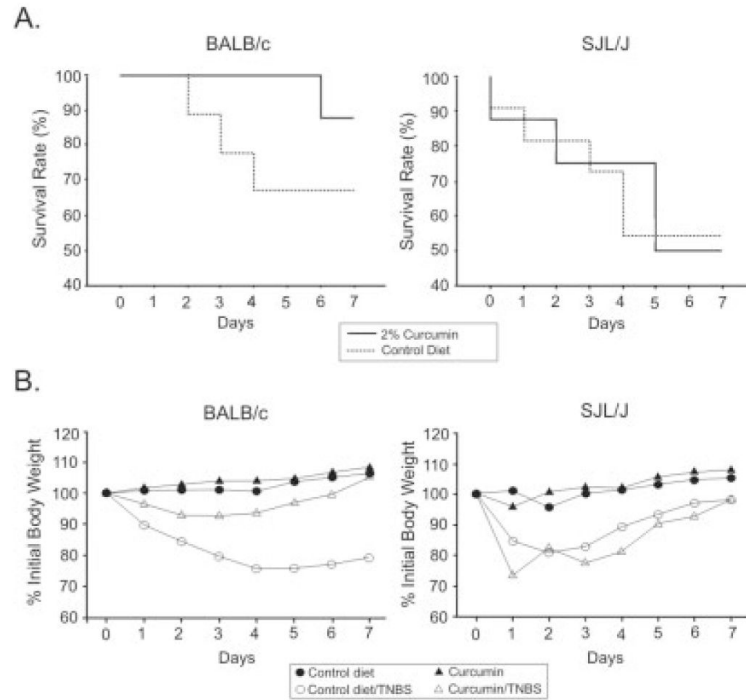 A.
BALB/c
SJL/J
Survival Rate (%)
100
90
80
70
60
50
40
0 1 2 3 4 5 6 7
Days
Survival Rate (%)
100
90
80
70
60
50
40
0 1 2 3 4 5 6 7
Days
2% Curcumin
Control Diet
B.
BALB/c
SJL/J
% Initial Body Weight
120
110
100
90
80
70
60
0 1 2 3 4 5 6 7
Days
% Initial Body Weight
120
110
100
90
80
70
60
0 1 2 3 4 5 6 7
Days
Control diet Curcumin
Control diet/TNBS Curcumin/TNBS